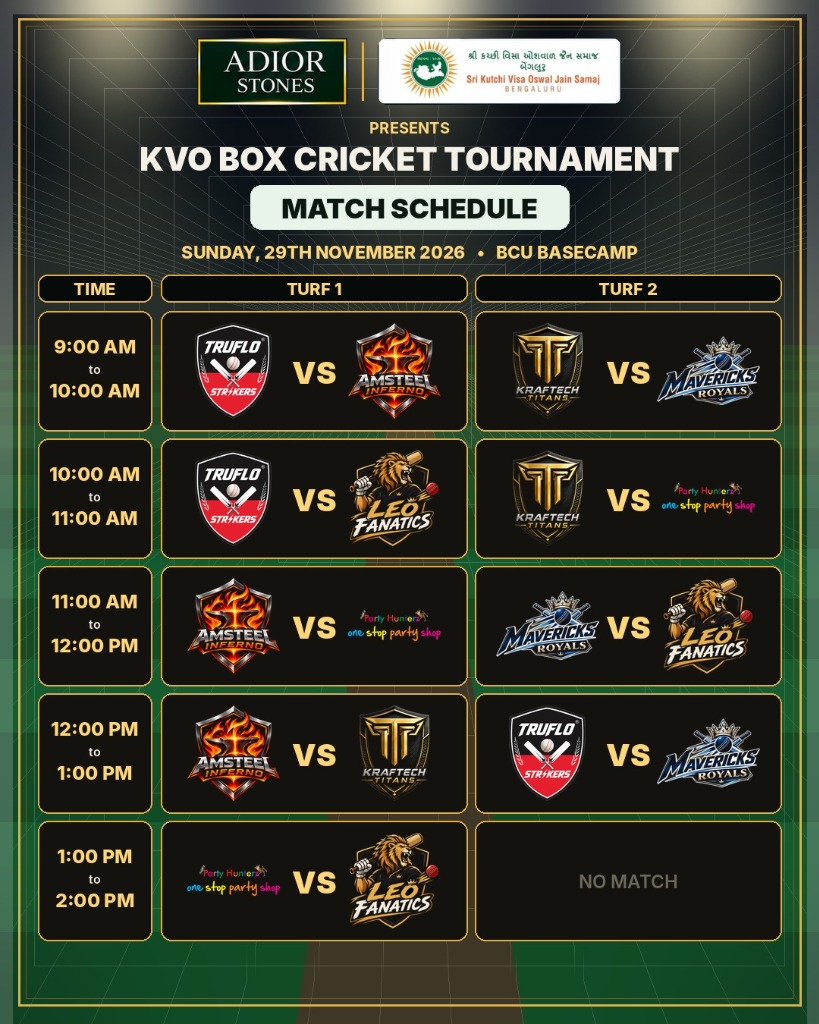 ADIOR
STONES
શ્રી કચ્છી વિસા ઓશવાળ જૈન સમાજ
બેંગલુરુ
Sri Kutchi Visa Oswal Jain Samaj
BENGALURU
PRESENTS
KVO BOX CRICKET TOURNAMENT
MATCH SCHEDULE
SUNDAY, 29TH NOVEMBER 2026 • BCU BASECAMP
TIME
TURF 1
TURF 2
9:00 AM
to
10:00 AM
TRUFLO
STRIKERS
VS
AMSTEEL
INFERNO
KRAFTECH
TITANS
VS
MAVERICKS
ROYALS
10:00 AM
to
11:00 AM
TRUFLO
STRIKERS
VS
LEO
FANATICS
KRAFTECH
TITANS
VS
Party Hunterz
one stop party shop
11:00 AM
to
12:00 PM
AMSTEEL
INFERNO
VS
Party Hunterz
one stop party shop
MAVERICKS
ROYALS
VS
LEO
FANATICS
12:00 PM
to
1:00 PM
AMSTEEL
INFERNO
VS
KRAFTECH
TITANS
TRUFLO
STRIKERS
VS
MAVERICKS
ROYALS
1:00 PM
to
2:00 PM
Party Hunterz
one stop party shop
VS
LEO
FANATICS
NO MATCH